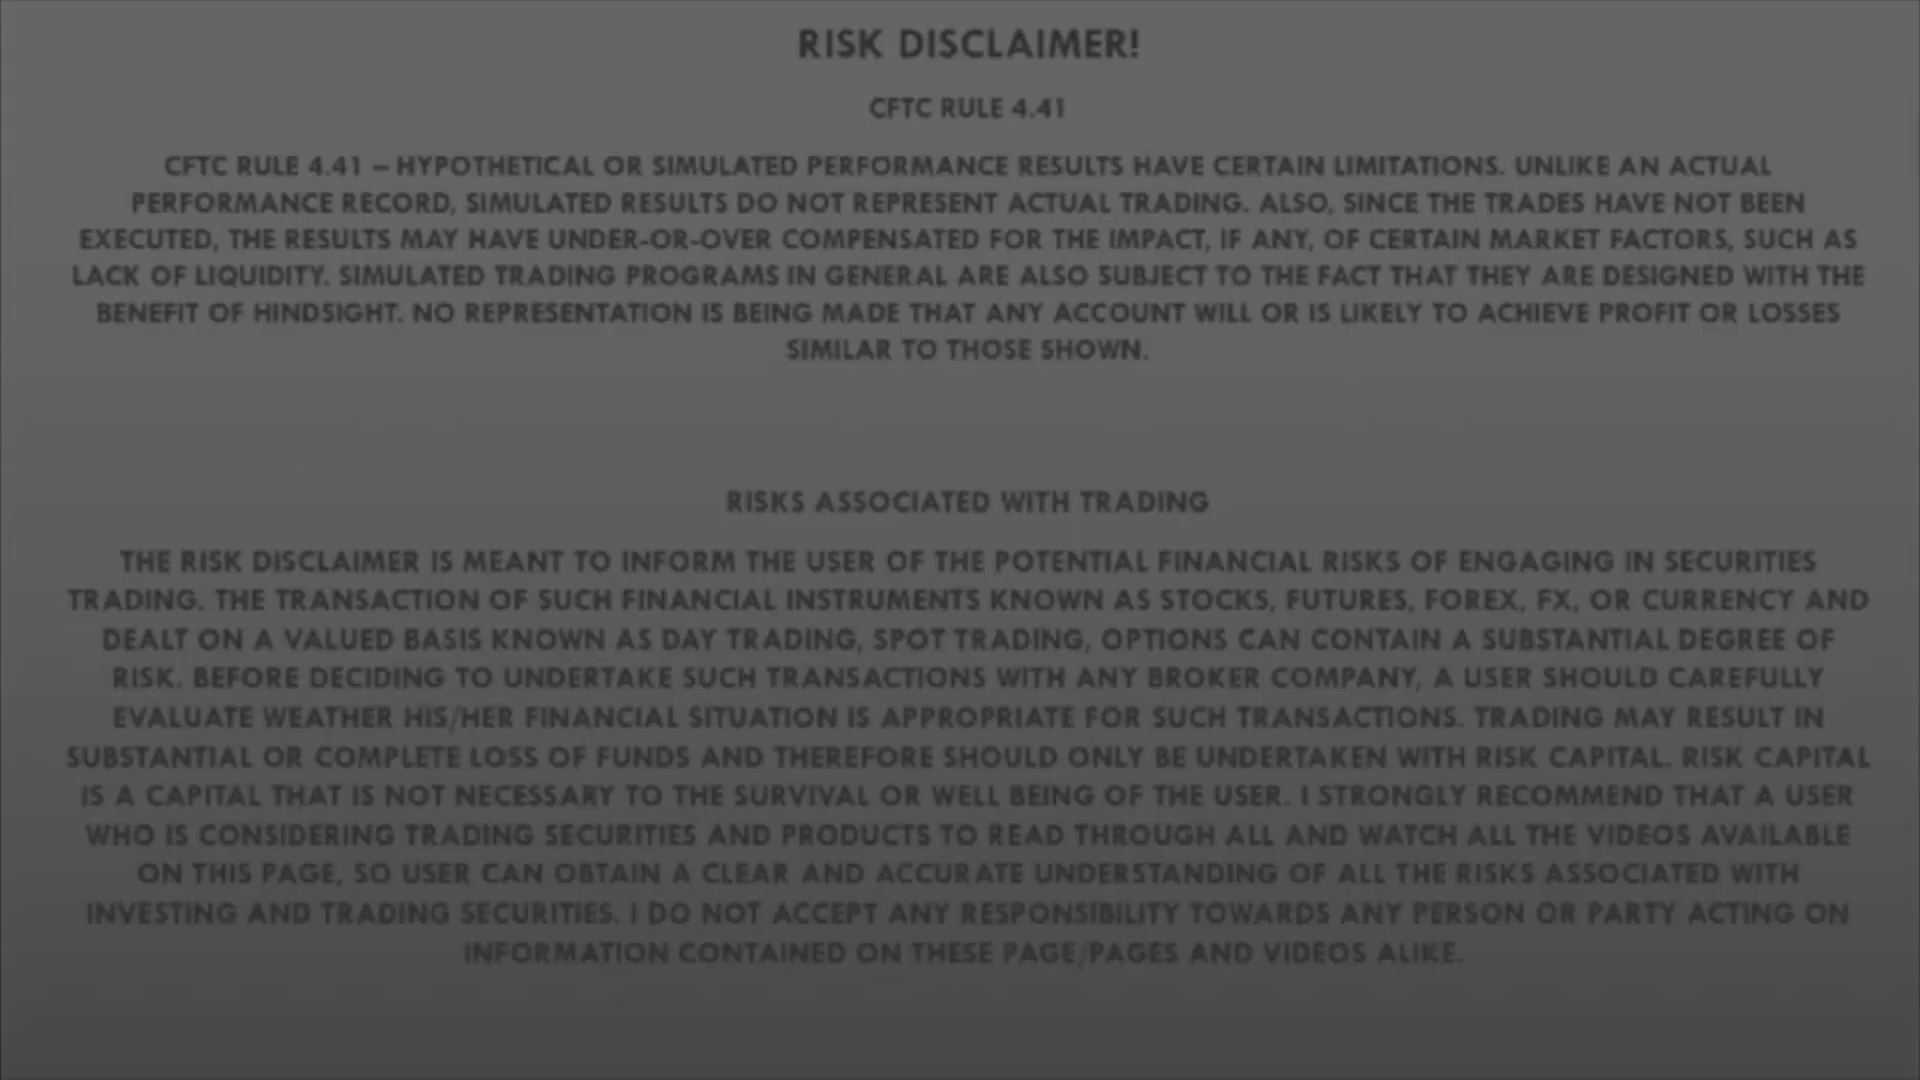 RISK DISCLAIMER!
CFTC RULE 4.41
CFTC RULE 4.41 – HYPOTHETICAL OR SIMULATED PERFORMANCE RESULTS HAVE CERTAIN LIMITATIONS. UNLIKE AN ACTUAL
PERFORMANCE RECORD, SIMULATED RESULTS DO NOT REPRESENT ACTUAL TRADING. ALSO, SINCE THE TRADES HAVE NOT BEEN
EXECUTED, THE RESULTS MAY HAVE UNDER-OR-OVER COMPENSATED FOR THE IMPACT, IF ANY, OF CERTAIN MARKET FACTORS, SUCH AS
LACK OF LIQUIDITY. SIMULATED TRADING PROGRAMS IN GENERAL ARE ALSO SUBJECT TO THE FACT THAT THEY ARE DESIGNED WITH THE
BENEFIT OF HINDSIGHT. NO REPRESENTATION IS BEING MADE THAT ANY ACCOUNT WILL OR IS LIKELY TO ACHIEVE PROFIT OR LOSSES
SIMILAR TO THOSE SHOWN.
RISKS ASSOCIATED WITH TRADING
THE RISK DISCLAIMER IS MEANT TO INFORM THE USER OF THE POTENTIAL FINANCIAL RISKS OF ENGAGING IN SECURITIES
TRADING. THE TRANSACTION OF SUCH FINANCIAL INSTRUMENTS KNOWN AS STOCKS, FUTURES, FOREX, FX, OR CURRENCY AND
DEALT ON A VALUED BASIS KNOWN AS DAY TRADING, SPOT TRADING, OPTIONS CAN CONTAIN A SUBSTANTIAL DEGREE OF
RISK. BEFORE DECIDING TO UNDERTAKE SUCH TRANSACTIONS WITH ANY BROKER COMPANY, A USER SHOULD CAREFULLY
EVALUATE WEATHER HIS/HER FINANCIAL SITUATION IS APPROPRIATE FOR SUCH TRANSACTIONS. TRADING MAY RESULT IN
SUBSTANTIAL OR COMPLETE LOSS OF FUNDS AND THEREFORE SHOULD ONLY BE UNDERTAKEN WITH RISK CAPITAL. RISK CAPITAL
IS A CAPITAL THAT IS NOT NECESSARY TO THE SURVIVAL OR WELL BEING OF THE USER. I STRONGLY RECOMMEND THAT A USER
WHO IS CONSIDERING TRADING SECURITIES AND PRODUCTS TO READ THROUGH ALL AND WATCH ALL THE VIDEOS AVAILABLE
ON THIS PAGE, SO USER CAN OBTAIN A CLEAR AND ACCURATE UNDERSTANDING OF ALL THE RISKS ASSOCIATED WITH
INVESTING AND TRADING SECURITIES. I DO NOT ACCEPT ANY RESPONSIBILITY TOWARDS ANY PERSON OR PARTY ACTING ON
INFORMATION CONTAINED ON THESE PAGE/PAGES AND VIDEOS ALIKE.